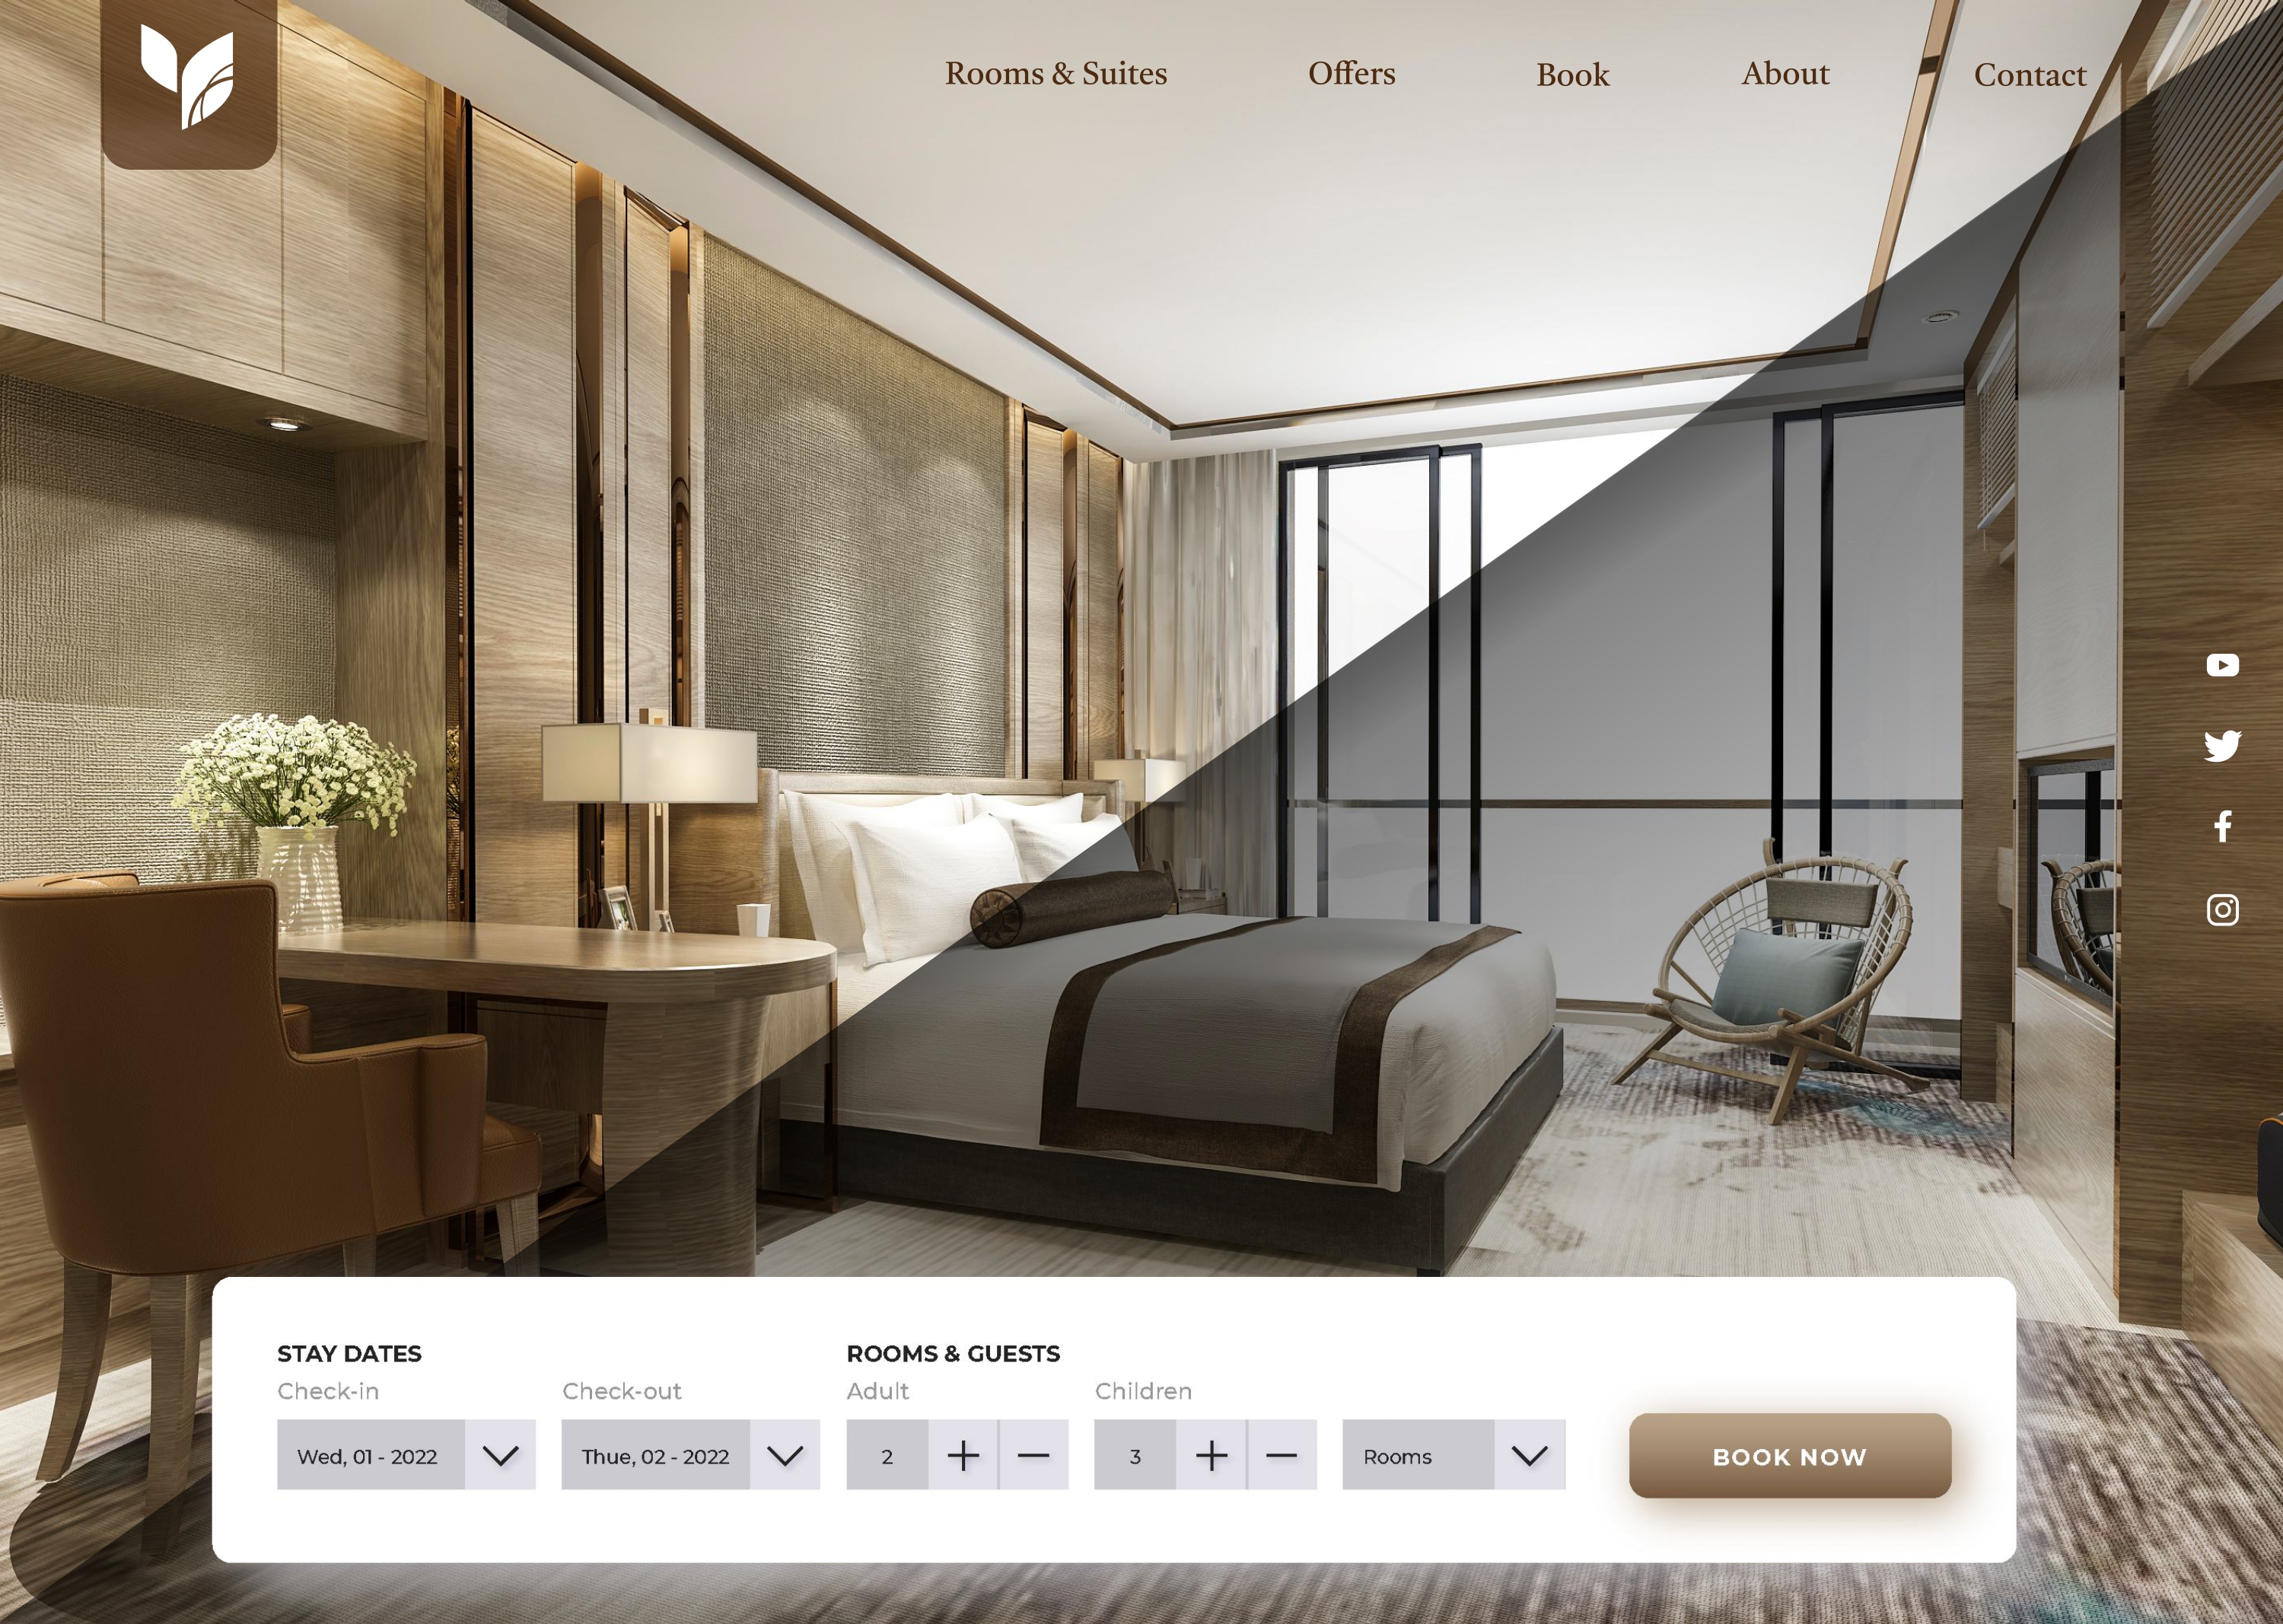 Rooms & Suites Offers Book About Contact
STAY DATES ROOMS & GUESTS
Check-in Check-out Adult Children
Wed, 01 - 2022 Thue, 02 - 2022 2 3 Rooms BOOK NOW